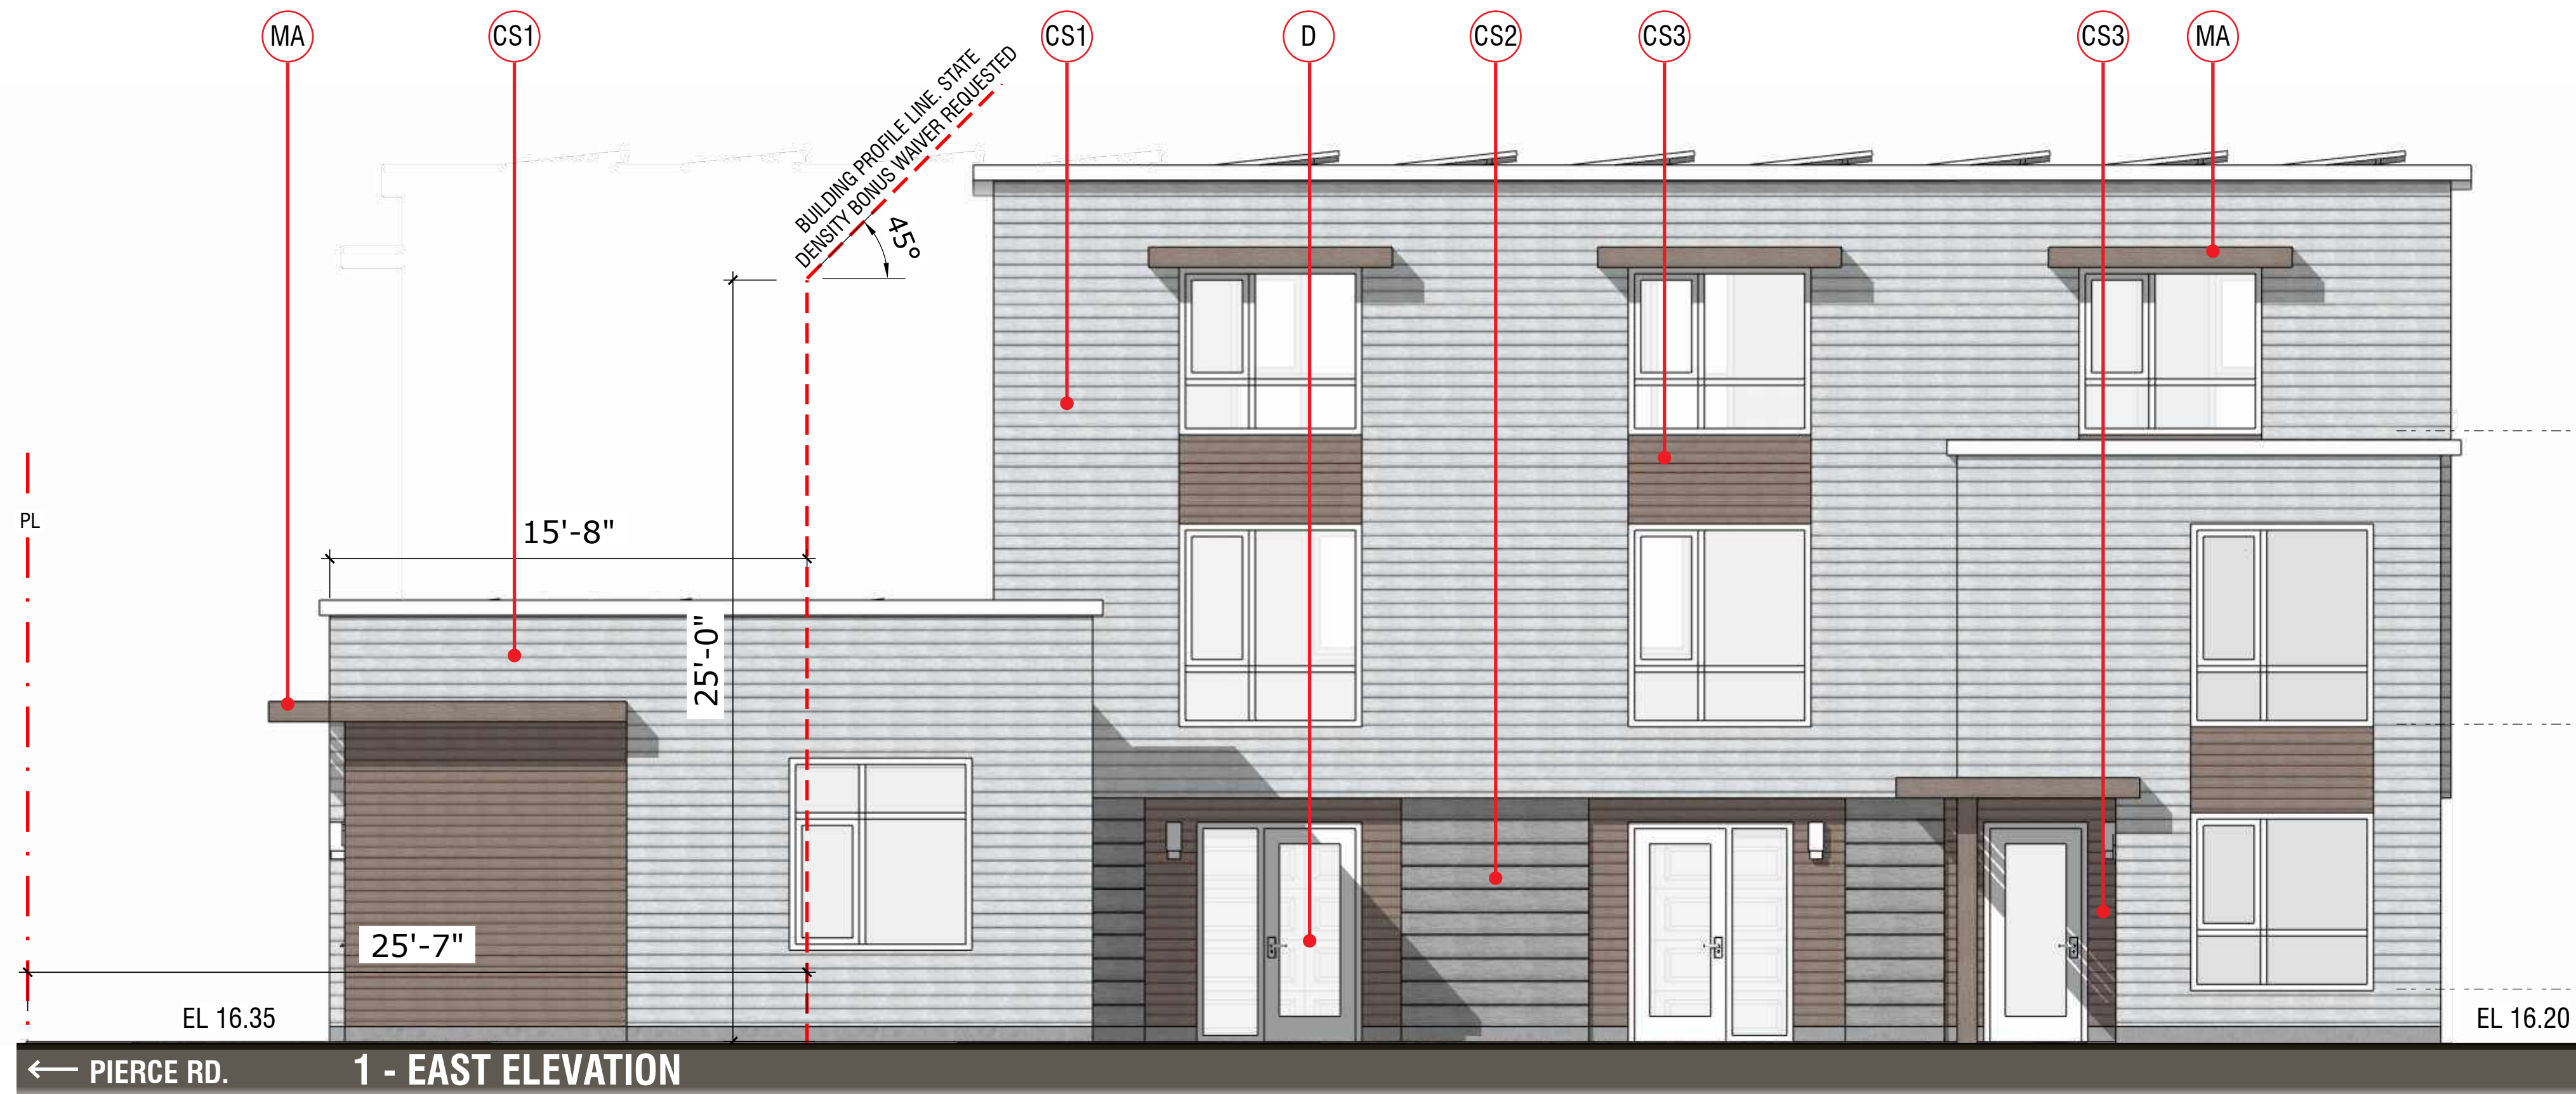 MA
CS1
CS1
D
CS2
CS3
CS3
MA
BUILDING PROFILE LINE. STATE
DENSITY BONUS WAIVER REQUESTED
45°
PL
15'-8"
25'-0"
25'-7"
EL 16.35
EL 16.20
← PIERCE RD.
1 - EAST ELEVATION